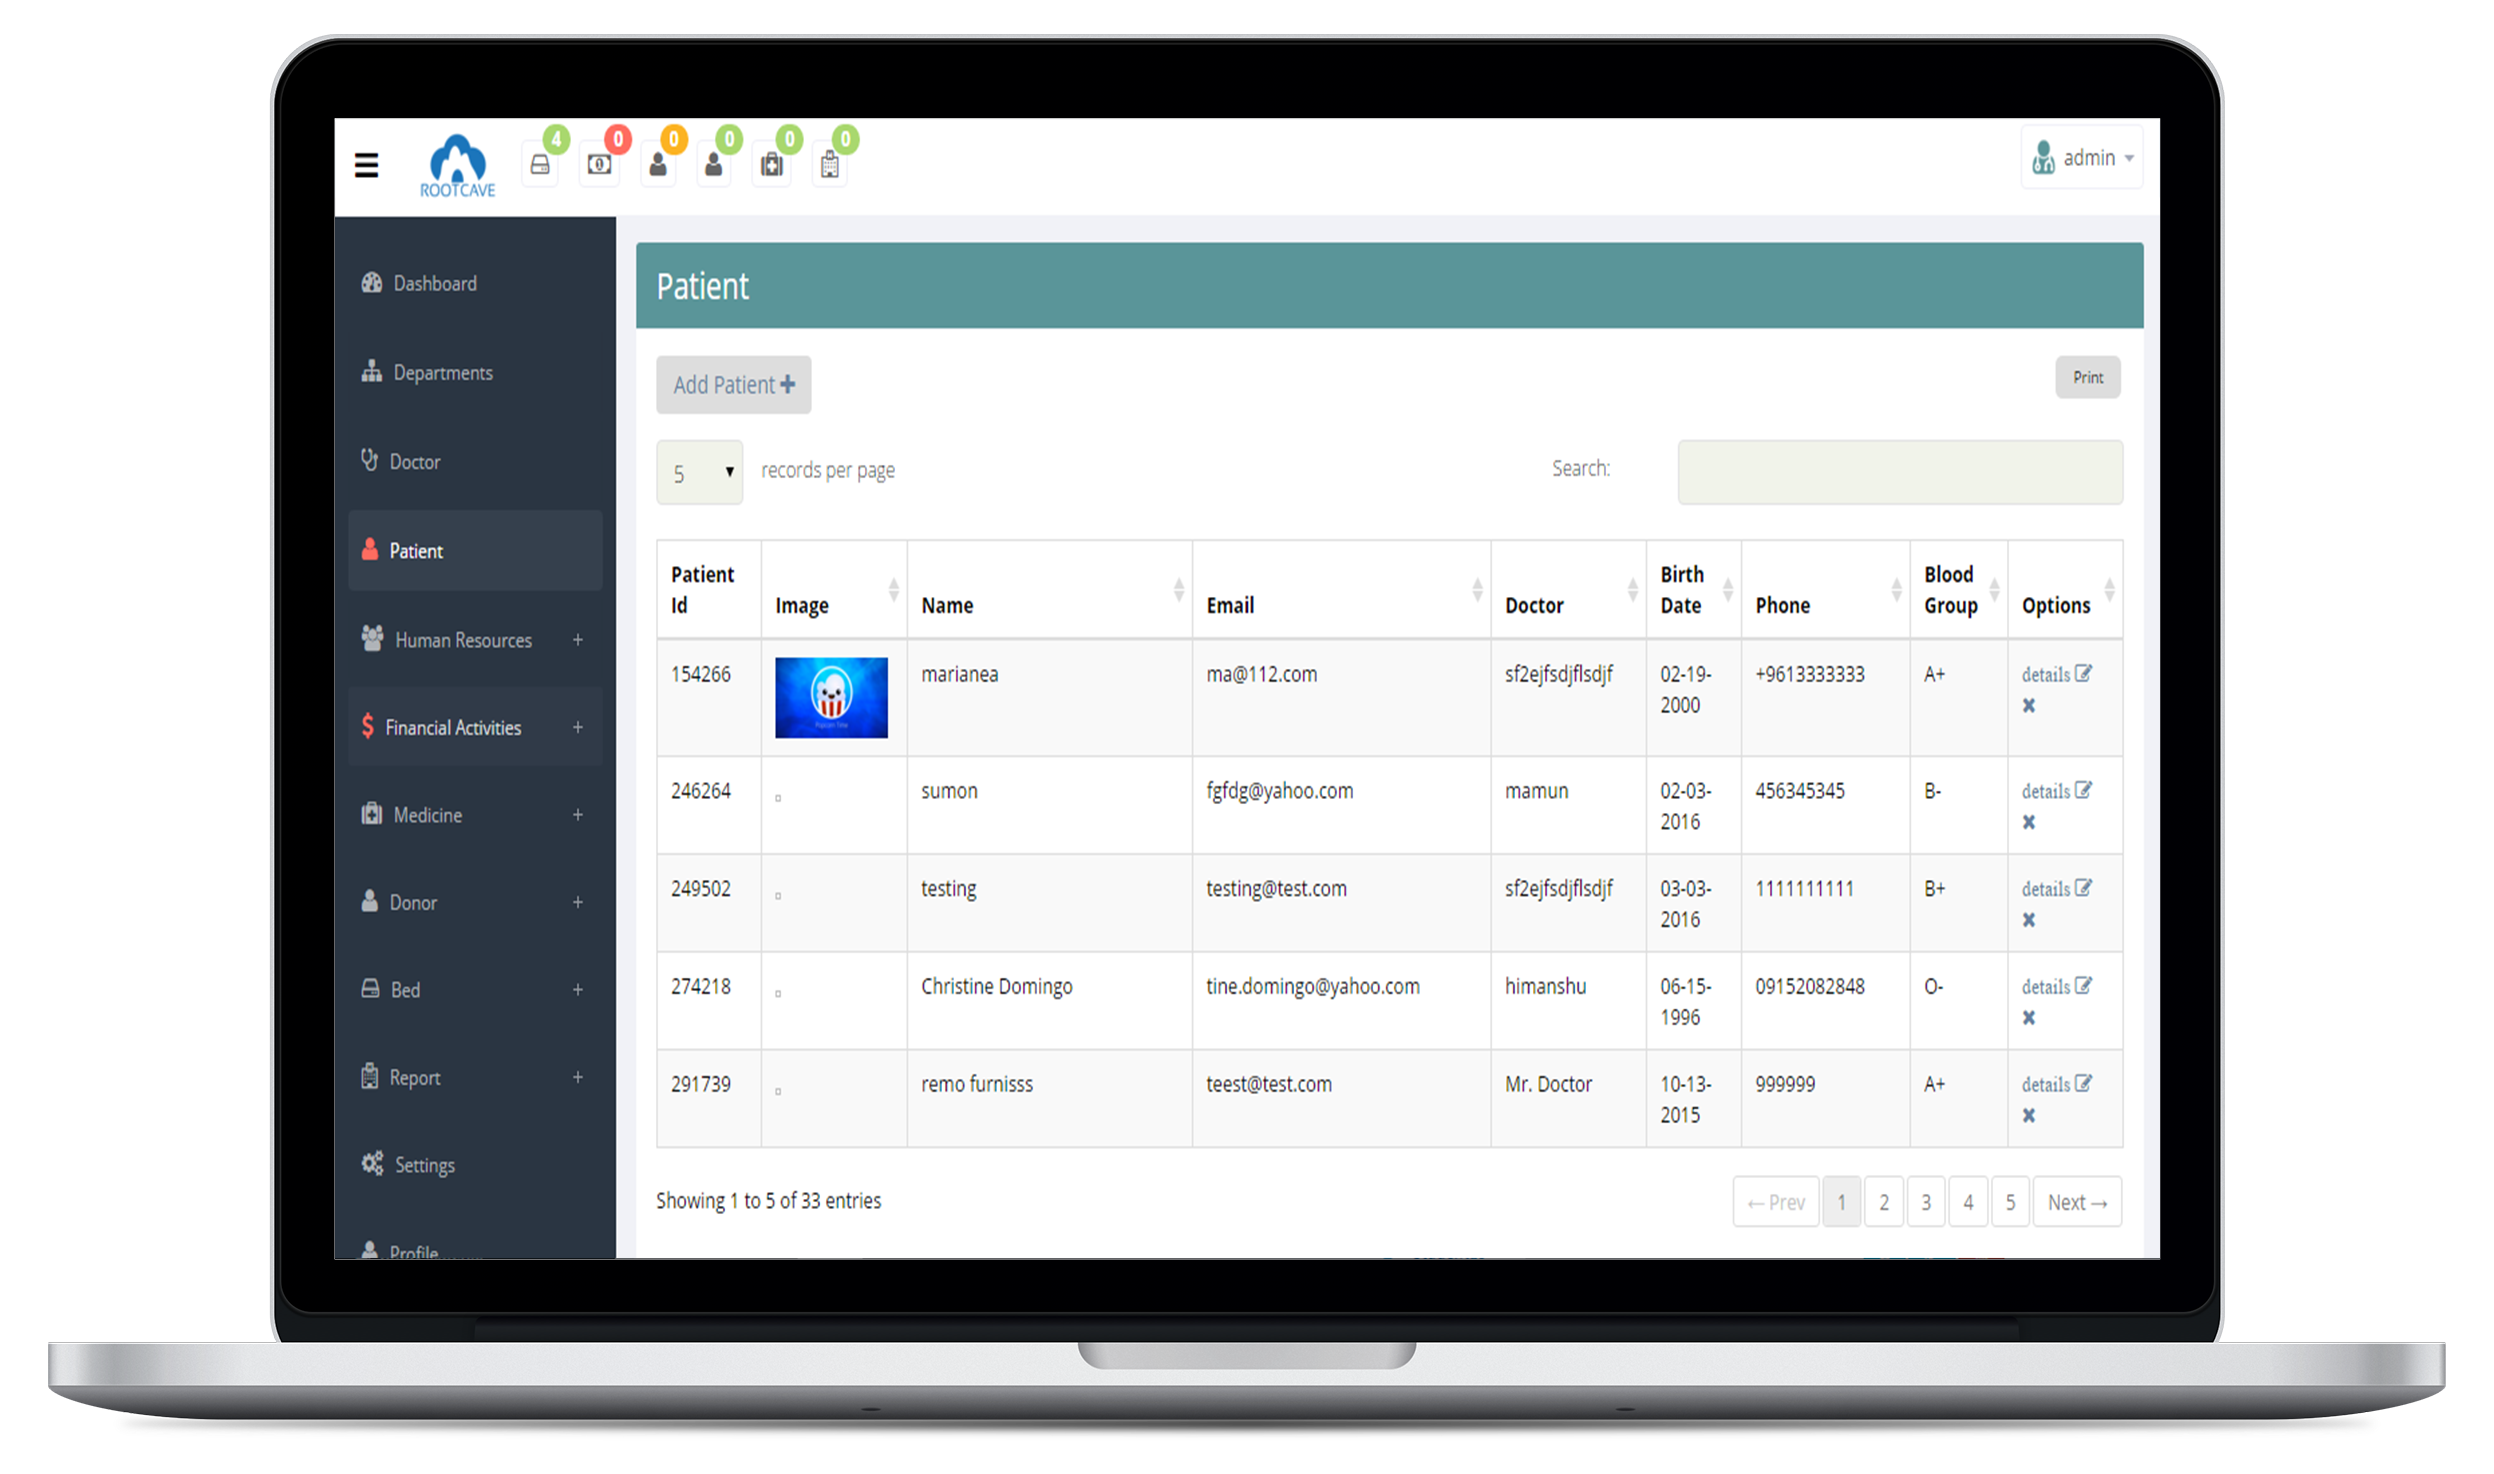 ROOTCAVE
4
0
0
0
0
0
admin
Dashboard
Departments
Doctor
Patient
Human Resources +
Financial Activities +
Medicine +
Donor +
Bed +
Report +
Settings
Profile
Patient
Add Patient
Print
5 records per page
Search:
Patient Id Image Name Email Doctor Birth Date Phone Blood Group Options
154266 marianea ma@112.com sf2ejfsdjflsdjf 02-19-2000 +9613333333 A+ details
246264 sumon fgfdg@yahoo.com mamun 02-03-2016 456345345 B- details
249502 testing testing@test.com sf2ejfsdjflsdjf 03-03-2016 1111111111 B+ details
274218 Christine Domingo tine.domingo@yahoo.com himanshu 06-15-1996 09152082848 O- details
291739 remo furnisss teest@test.com Mr. Doctor 10-13-2015 999999 A+ details
Showing 1 to 5 of 33 entries
← Prev 1 2 3 4 5 Next →